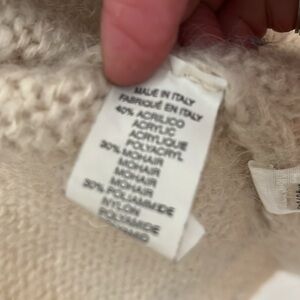 MADE IN ITALY
FABRIQUÉ EN ITALY
40% ACRILICO
ACRYLIC
ACRYLIQUE
POLYACRYL
30% MOHAIR
MOHAIR
MOHAIR
MOHAIR
30% POLIAMMIDE
NYLON
POLYAMIDE